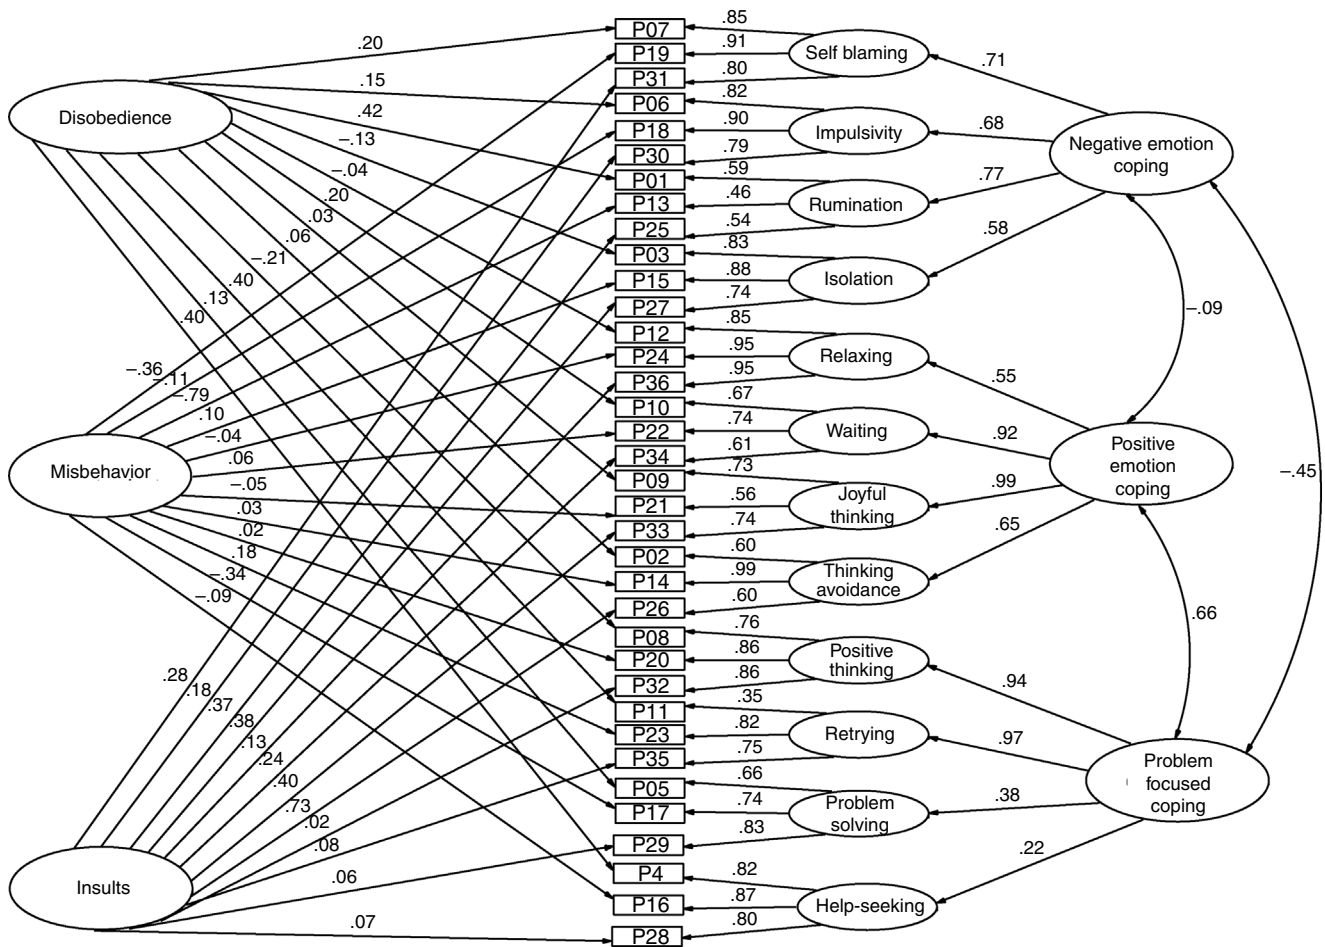 P07
P19
P31
P06
P18
P30
P01
P13
P25
P03
P15
P27
P12
P24
P36
P10
P22
P34
P09
P21
P33
P02
P14
P26
P08
P20
P32
P11
P23
P35
P05
P17
P29
P4
P16
P28
Disobedience
.20
.15
.42
–.13
–.04
.20
.03
.06
–.21
.40
.13
.40
Misbehavior
–.36
–.11
–.79
.10
–.04
.06
–.05
.03
.02
.18
–.34
–.09
Insults
.28
.18
.37
.38
.13
.24
.40
.73
.02
.08
.06
.07
.85
.91
.80
Self blaming
.82
.90
.79
Impulsivity
.59
.46
.54
Rumination
.83
.88
.74
Isolation
.85
.95
.95
Relaxing
.67
.74
.61
Waiting
.73
.56
.74
Joyful
thinking
.60
.99
.60
Thinking
avoidance
.76
.86
.86
Positive
thinking
.35
.82
.75
Retrying
.66
.74
.83
Problem
solving
.82
.87
.80
Help-seeking
.71
.68
.77
.58
Negative emotion
coping
.55
.92
.99
.65
Positive
emotion
coping
.94
.97
.38
.22
Problem
focused
coping
–.09
.66
–.45